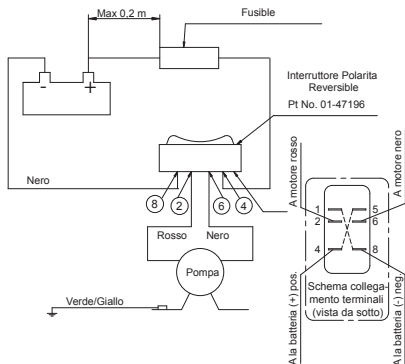 Max 0,2 m
Fusible
- +
Interruttore Polarita
Reversible
Pt No. 01-47196
Nero
8 2 6 4
Rosso Nero
Pompa
Verde/Giallo
A motore rosso
A motore nero
1 5
2 6
4 8
Schema collega-
mento terminali
(vista da sotto)
A la batteria (+) pos.
A la batteria (-) neg.